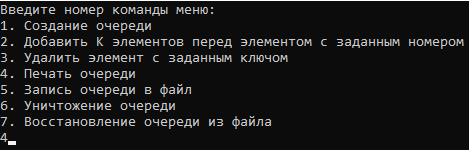 Введите номер команды меню:
1. Создание очереди
2. Добавить К элементов перед элементом с заданным номером
3. Удалить элемент с заданным ключом
4. Печать очереди
5. Запись очереди в файл
6. Уничтожение очереди
7. Восстановление очереди из файла
4